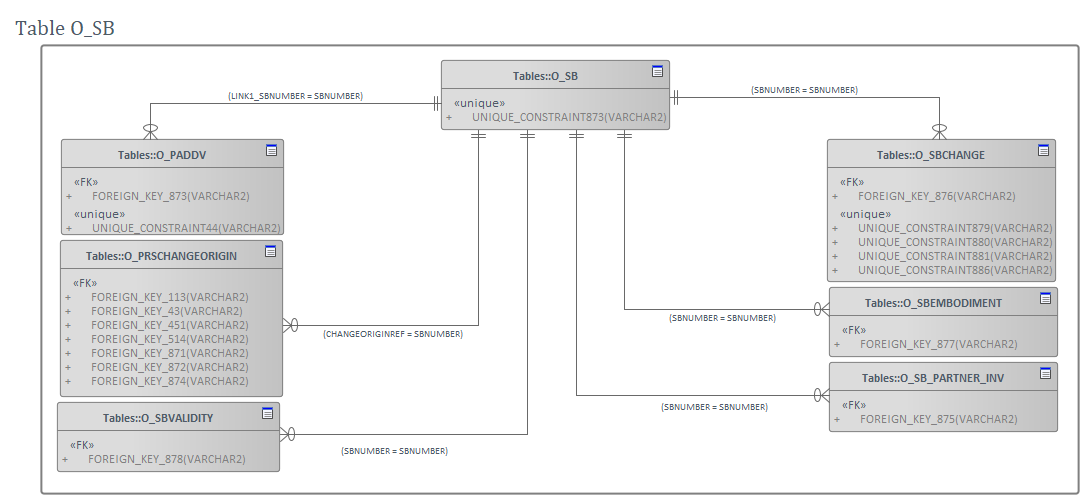 Table O_SB
Tables::O_SB
«unique»
+ UNIQUE_CONSTRAINT873(VARCHAR2)
(LINK1_SBNUMBER = SBNUMBER)
(SBNUMBER = SBNUMBER)
Tables::O_PADDV
«FK»
+ FOREIGN_KEY_873(VARCHAR2)
«unique»
+ UNIQUE_CONSTRAINT44(VARCHAR2)
Tables::O_PRSCHANGEORIGIN
«FK»
+ FOREIGN_KEY_113(VARCHAR2)
+ FOREIGN_KEY_43(VARCHAR2)
+ FOREIGN_KEY_451(VARCHAR2)
+ FOREIGN_KEY_514(VARCHAR2)
+ FOREIGN_KEY_871(VARCHAR2)
+ FOREIGN_KEY_872(VARCHAR2)
+ FOREIGN_KEY_874(VARCHAR2)
(CHANGEORIGINREF = SBNUMBER)
Tables::O_SBVALIDITY
«FK»
+ FOREIGN_KEY_878(VARCHAR2)
(SBNUMBER = SBNUMBER)
Tables::O_SBCHANGE
«FK»
+ FOREIGN_KEY_876(VARCHAR2)
«unique»
+ UNIQUE_CONSTRAINT879(VARCHAR2)
+ UNIQUE_CONSTRAINT880(VARCHAR2)
+ UNIQUE_CONSTRAINT881(VARCHAR2)
+ UNIQUE_CONSTRAINT886(VARCHAR2)
Tables::O_SBEMBODIMENT
«FK»
+ FOREIGN_KEY_877(VARCHAR2)
(SBNUMBER = SBNUMBER)
Tables::O_SB_PARTNER_INV
«FK»
+ FOREIGN_KEY_875(VARCHAR2)
(SBNUMBER = SBNUMBER)